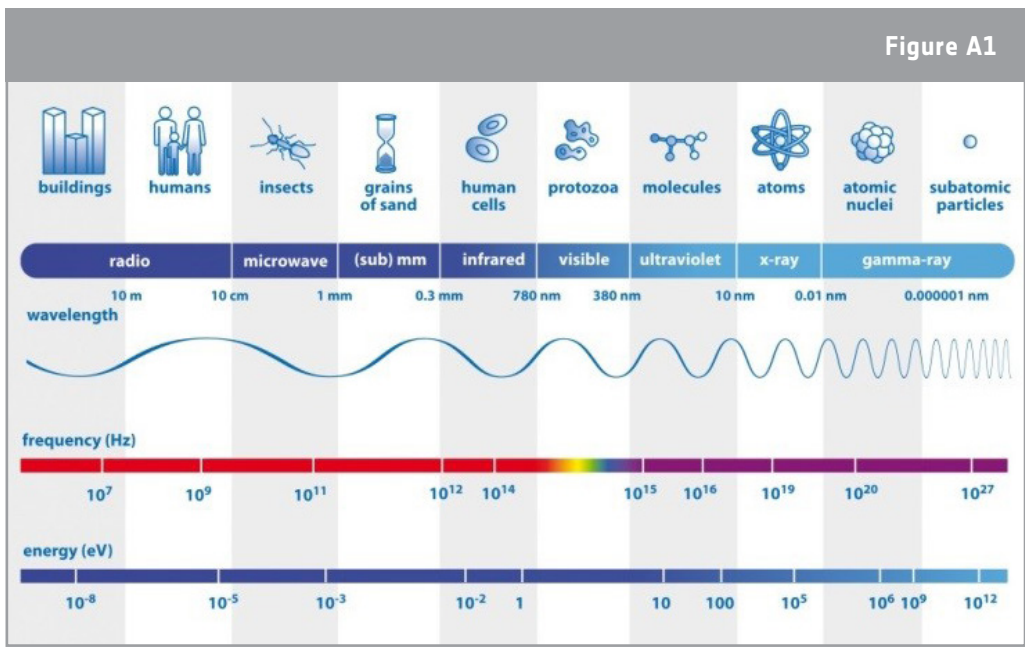 Figure A1
buildings
humans
insects
grains
of sand
human
cells
protozoa
molecules
atoms
atomic
nuclei
subatomic
particles
radio
microwave
(sub) mm
infrared
visible
ultraviolet
x-ray
gamma-ray
10 m
10 cm
1 mm
0.3 mm
780 nm
380 nm
10 nm
0.01 nm
0.000001 nm
wavelength
frequency (Hz)
10⁷
10⁹
10¹¹
10¹²
10¹⁴
10¹⁵
10¹⁶
10¹⁹
10²⁰
10²⁷
energy (eV)
10⁻⁸
10⁻⁵
10⁻³
10⁻²
1
10
100
10⁵
10⁶
10⁹
10¹²